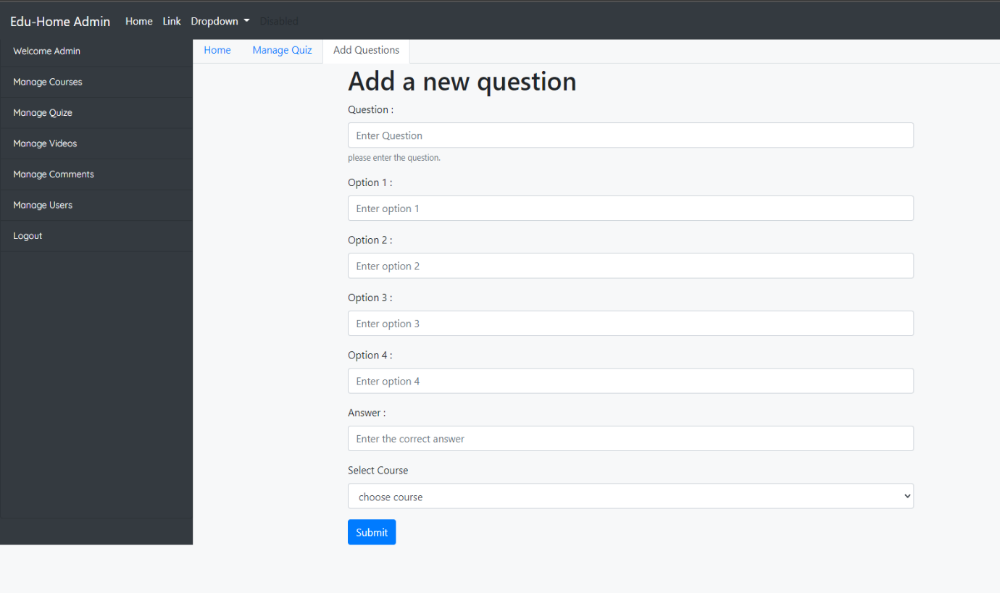 Edu-Home Admin Home Link Dropdown Disabled
Welcome Admin
Manage Courses
Manage Quize
Manage Videos
Manage Comments
Manage Users
Logout
Home Manage Quiz Add Questions
Add a new question
Question :
Enter Question
please enter the question.
Option 1 :
Enter option 1
Option 2 :
Enter option 2
Option 3 :
Enter option 3
Option 4 :
Enter option 4
Answer :
Enter the correct answer
Select Course
choose course
Submit